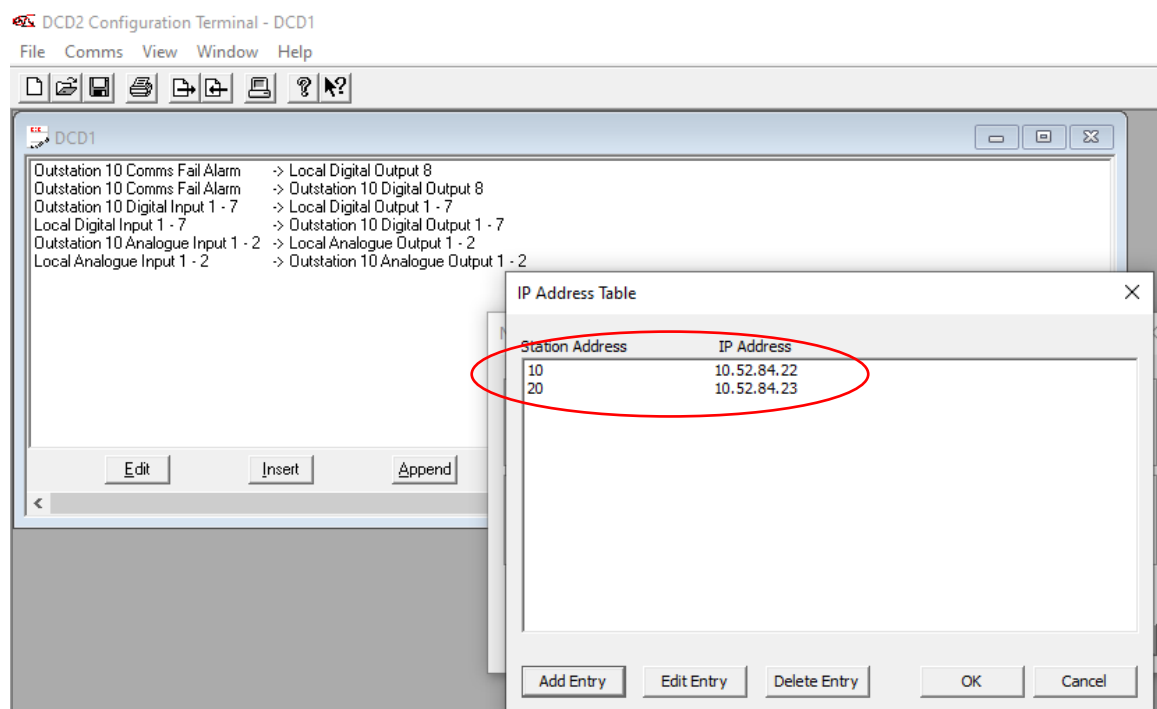 DCD2 Configuration Terminal - DCD1
File Comms View Window Help
DCD1
Outstation 10 Comms Fail Alarm -> Local Digital Output 8
Outstation 10 Comms Fail Alarm -> Outstation 10 Digital Output 8
Outstation 10 Digital Input 1 - 7 -> Local Digital Output 1 - 7
Local Digital Input 1 - 7 -> Outstation 10 Digital Output 1 - 7
Outstation 10 Analogue Input 1 - 2 -> Local Analogue Output 1 - 2
Local Analogue Input 1 - 2 -> Outstation 10 Analogue Output 1 - 2
IP Address Table
Station Address IP Address
10 10.52.84.22
20 10.52.84.23
Edit Insert Append
Add Entry Edit Entry Delete Entry OK Cancel